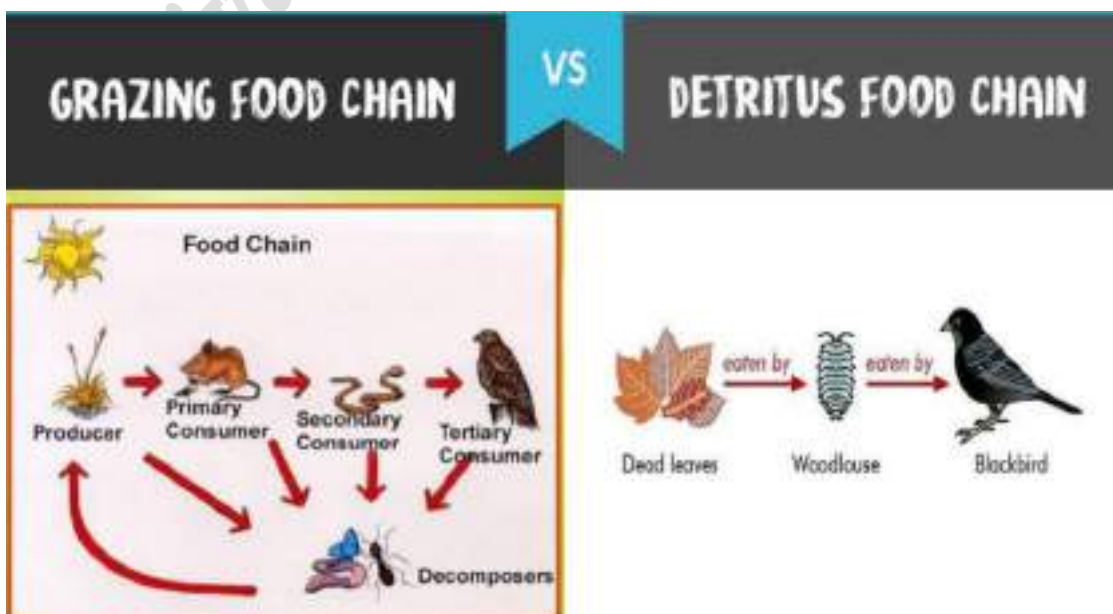 GRAZING FOOD CHAIN
VS
DETRITUS FOOD CHAIN
Food Chain
Producer
Primary
Consumer
Secondary
Consumer
Tertiary
Consumer
Decomposers
eaten by
eaten by
Dead leaves
Woodlouse
Blackbird